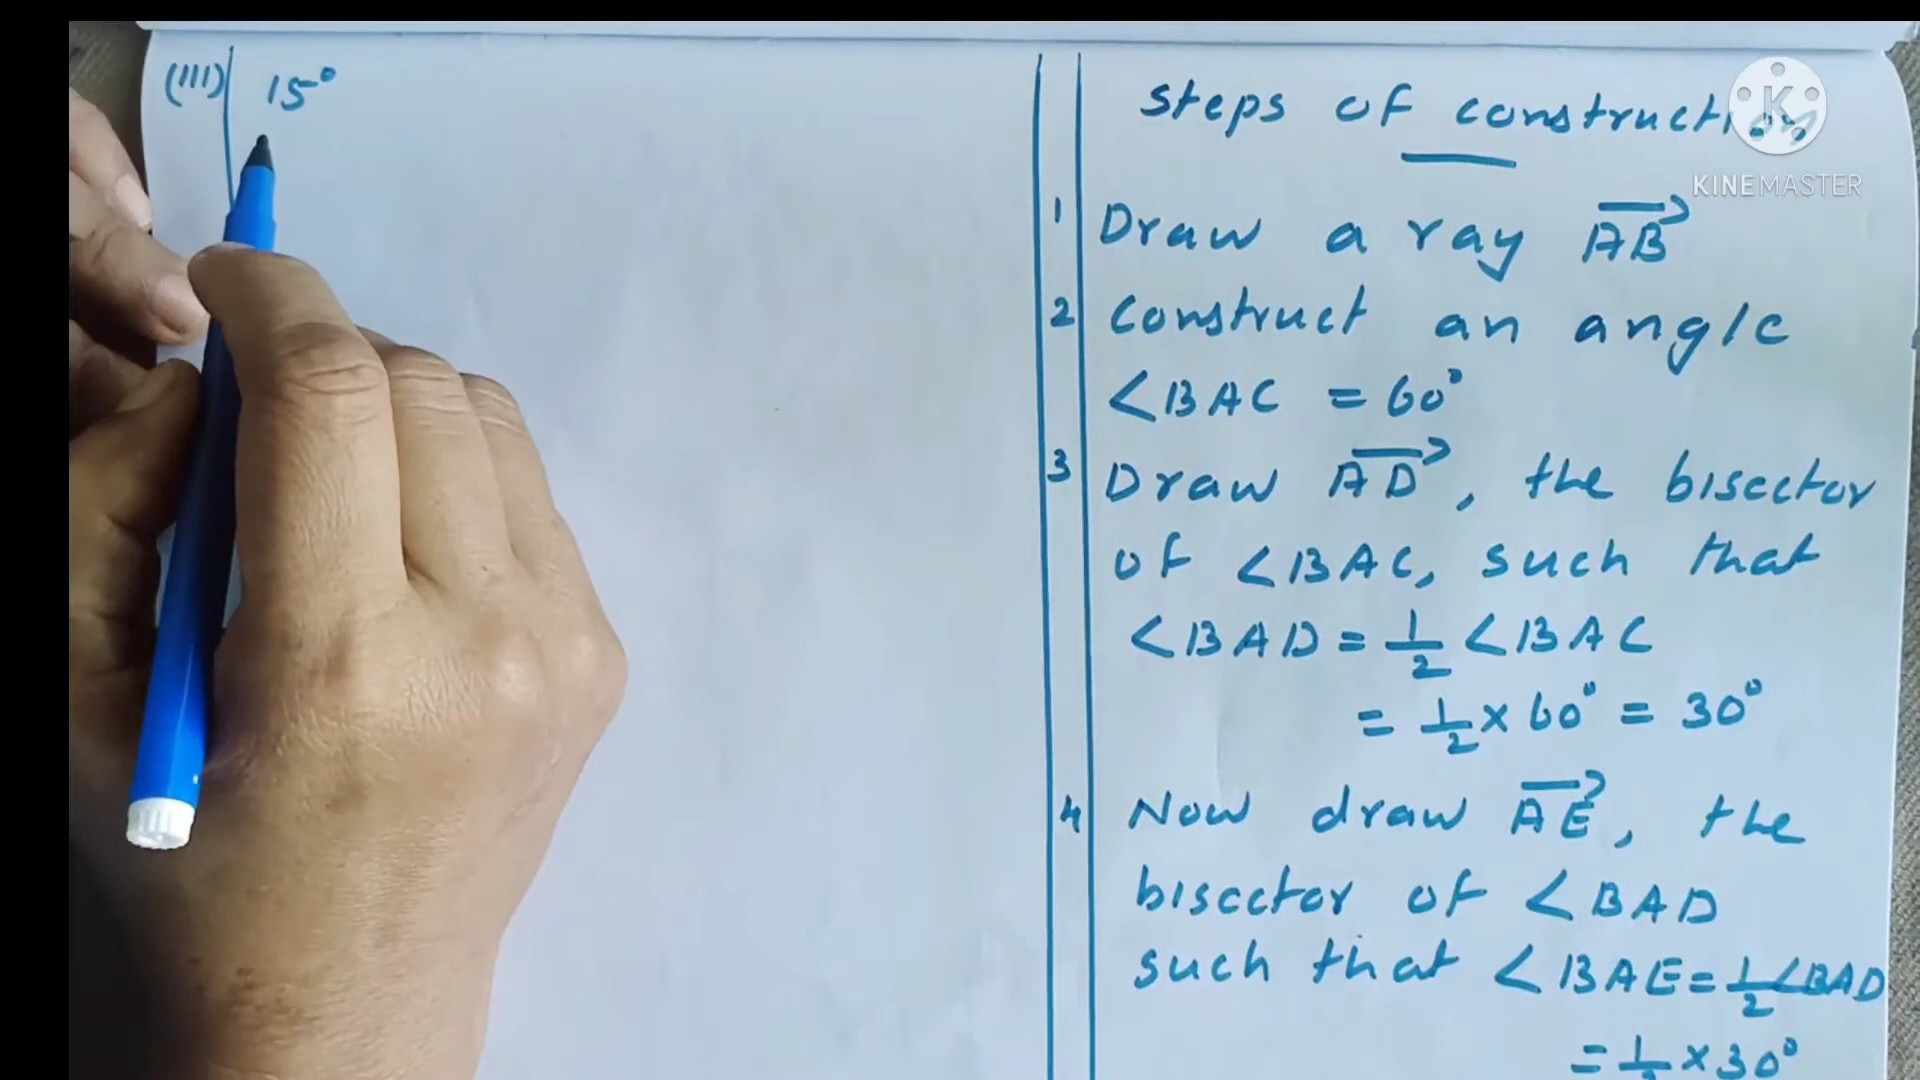 (III) 15°
steps of construction
KINEMASTER
1 Draw a ray AB
2 construct an angle
∠BAC = 60°
3 Draw AD, the bisector
of ∠BAC, such that
∠BAD = 1/2 ∠BAC
= 1/2 × 60° = 30°
4 Now draw AE, the
bisector of ∠BAD
such that ∠BAE = 1/2 ∠BAD
= 1/2 × 30°